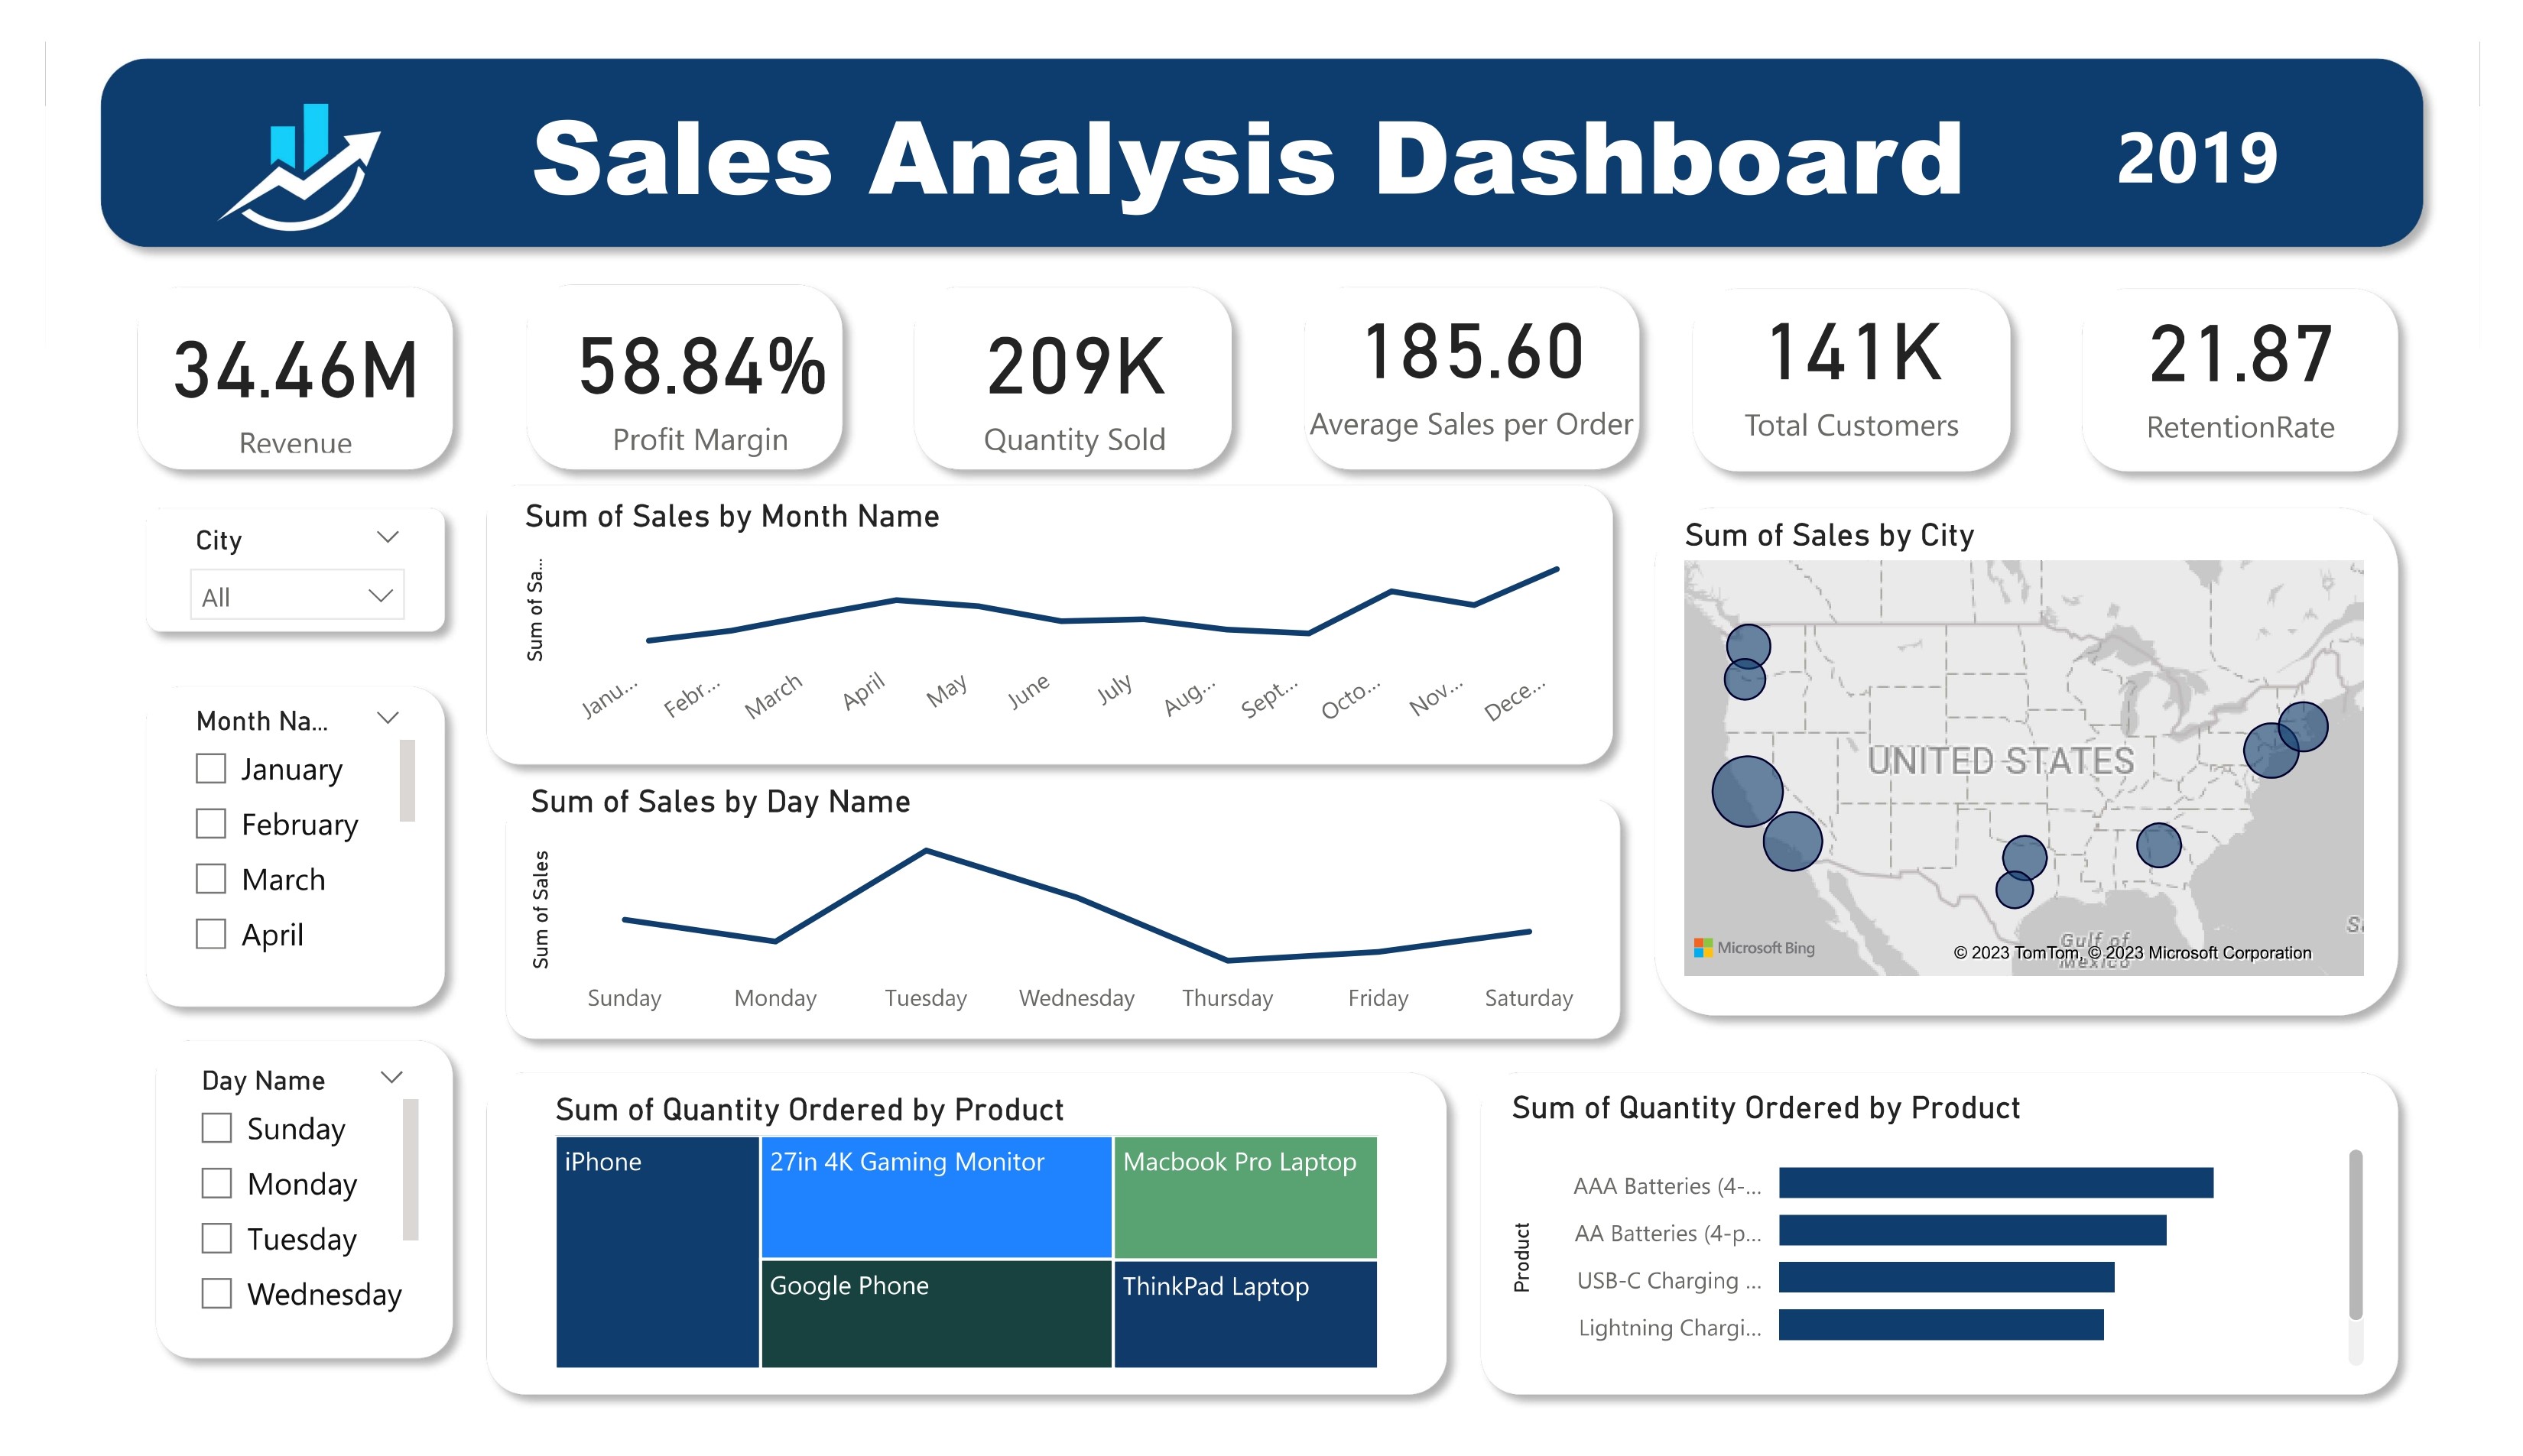 Sales Analysis Dashboard
2019
34.46M
Revenue
58.84%
Profit Margin
209K
Quantity Sold
185.60
Average Sales per Order
141K
Total Customers
21.87
RetentionRate
City
All
Month Na...
January
February
March
April
Day Name
Sunday
Monday
Tuesday
Wednesday
Sum of Sales by Month Name
Sum of Sa...
Janu...
Febr...
March
April
May
June
July
Aug...
Sept...
Octo...
Nov...
Dece...
Sum of Sales by Day Name
Sum of Sales
Sunday
Monday
Tuesday
Wednesday
Thursday
Friday
Saturday
Sum of Sales by City
UNITED STATES
Gulf of
Mexico
Microsoft Bing
© 2023 TomTom, © 2023 Microsoft Corporation
Sum of Quantity Ordered by Product
iPhone
27in 4K Gaming Monitor
Macbook Pro Laptop
Google Phone
ThinkPad Laptop
Sum of Quantity Ordered by Product
Product
AAA Batteries (4-...
AA Batteries (4-p...
USB-C Charging ...
Lightning Chargi...